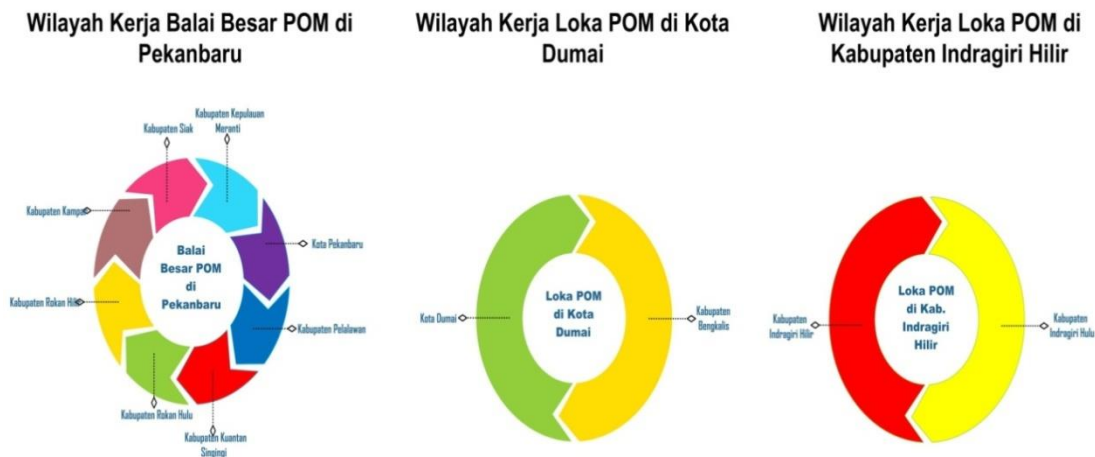 Wilayah Kerja Balai Besar POM di
Pekanbaru
Wilayah Kerja Loka POM di Kota
Dumai
Wilayah Kerja Loka POM di
Kabupaten Indragiri Hilir
Kabupaten Kepulauan
Meranti
Kabupaten Siak
Kabupaten Kampar
Kota Pekanbaru
Balai
Besar POM
di
Pekanbaru
Kabupaten Rokan Hilir
Kabupaten Pelalawan
Kabupaten Rokan Hulu
Kabupaten Kuantan
Singingi
Kota Dumai
Loka POM
di Kota
Dumai
Kabupaten
Bengkalis
Kabupaten
Indragiri Hilir
Loka POM
di Kab.
Indragiri
Hilir
Kabupaten
Indragiri Hulu